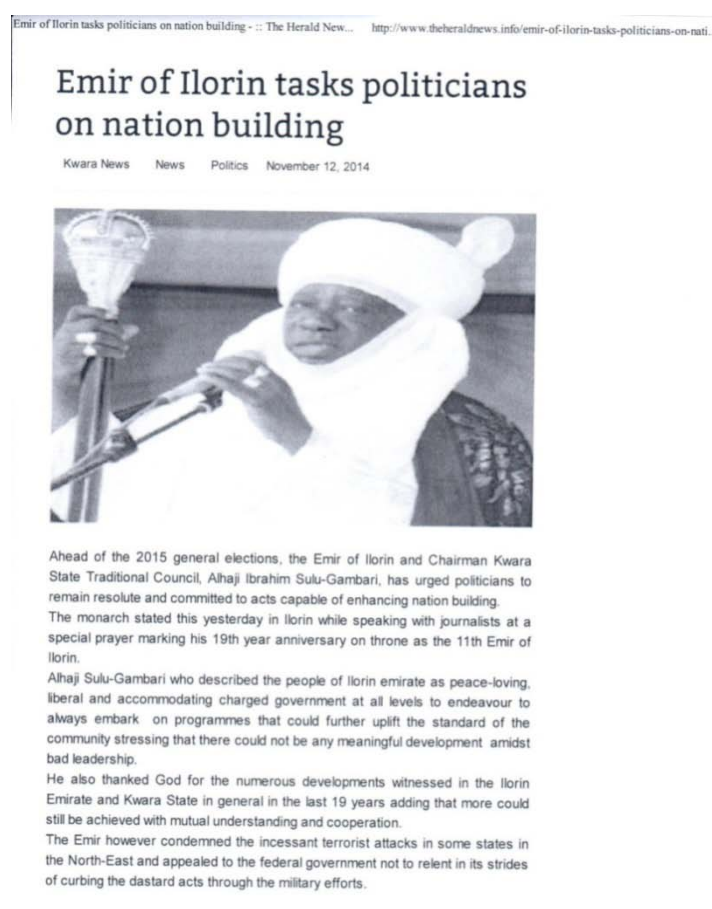 Emir of Ilorin tasks politicians on nation building - :: The Herald New... http://www.theheraldnews.info/emir-of-ilorin-tasks-politicians-on-nati...
Emir of Ilorin tasks politicians
on nation building
Kwara News News Politics November 12, 2014
Ahead of the 2015 general elections, the Emir of Ilorin and Chairman Kwara
State Traditional Council, Alhaji Ibrahim Sulu-Gambari, has urged politicians to
remain resolute and committed to acts capable of enhancing nation building.
The monarch stated this yesterday in Ilorin while speaking with journalists at a
special prayer marking his 19th year anniversary on throne as the 11th Emir of
Ilorin.
Alhaji Sulu-Gambari who described the people of Ilorin emirate as peace-loving,
liberal and accommodating charged government at all levels to endeavour to
always embark on programmes that could further uplift the standard of the
community stressing that there could not be any meaningful development amidst
bad leadership.
He also thanked God for the numerous developments witnessed in the Ilorin
Emirate and Kwara State in general in the last 19 years adding that more could
still be achieved with mutual understanding and cooperation.
The Emir however condemned the incessant terrorist attacks in some states in
the North-East and appealed to the federal government not to relent in its strides
of curbing the dastard acts through the military efforts.